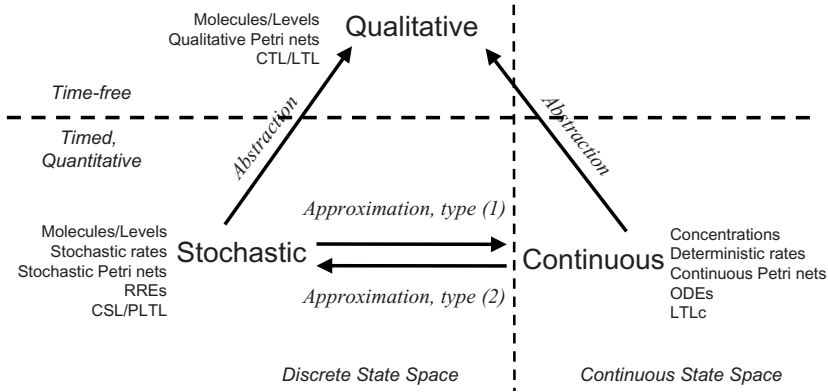 Molecules/Levels
Qualitative Petri nets
CTL/LTL
Qualitative
Time-free
Timed,
Quantitative
Abstraction
Abstraction
Approximation, type (1)
Molecules/Levels
Stochastic rates
Stochastic Petri nets
RREs
CSL/PLTL
Stochastic
Continuous
Concentrations
Deterministic rates
Continuous Petri nets
ODEs
LTLc
Approximation, type (2)
Discrete State Space
Continuous State Space